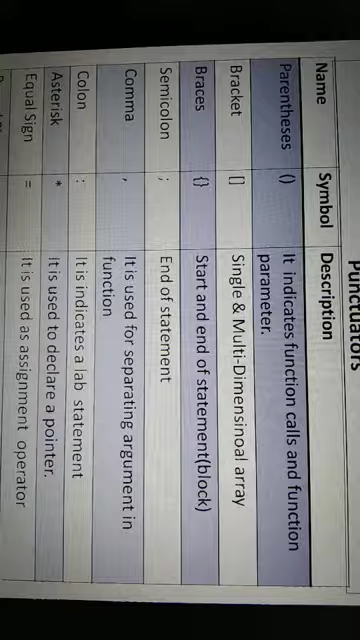 Punctuators
Name Symbol Description
Parentheses () It indicates function calls and function
parameter.
Bracket [] Single & Multi-Dimensinoal array
Braces {} Start and end of statement(block)
Semicolon ; End of statement
Comma , It is used for separating argument in
function
Colon : It is indicates a lab statement
Asterisk * It is used to declare a pointer.
Equal Sign = It is used as assignment operator